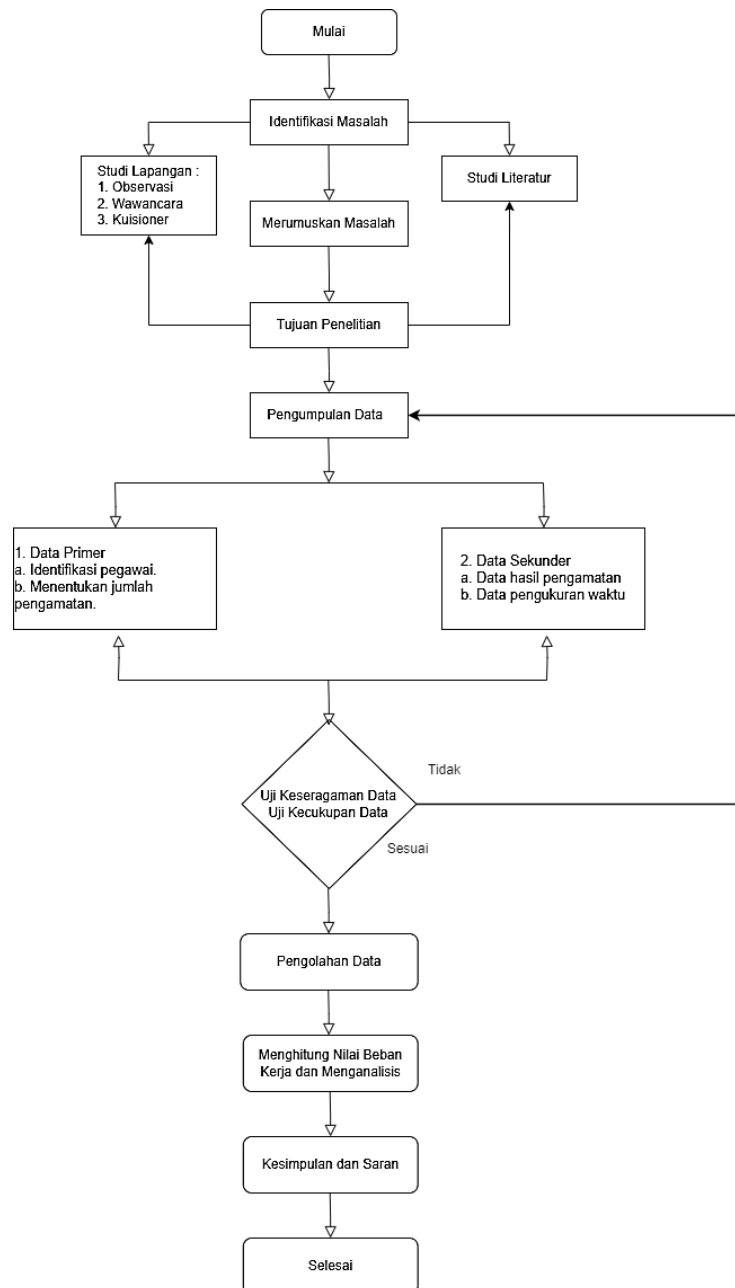 Mulai
Identifikasi Masalah
Studi Lapangan :
1. Observasi
2. Wawancara
3. Kuisioner
Studi Literatur
Merumuskan Masalah
Tujuan Penelitian
Pengumpulan Data
1. Data Primer
a. Identifikasi pegawai.
b. Menentukan jumlah
pengamatan.
2. Data Sekunder
a. Data hasil pengamatan
b. Data pengukuran waktu
Tidak
Uji Keseragaman Data
Uji Kecukupan Data
Sesuai
Pengolahan Data
Menghitung Nilai Beban
Kerja dan Menganalisis
Kesimpulan dan Saran
Selesai